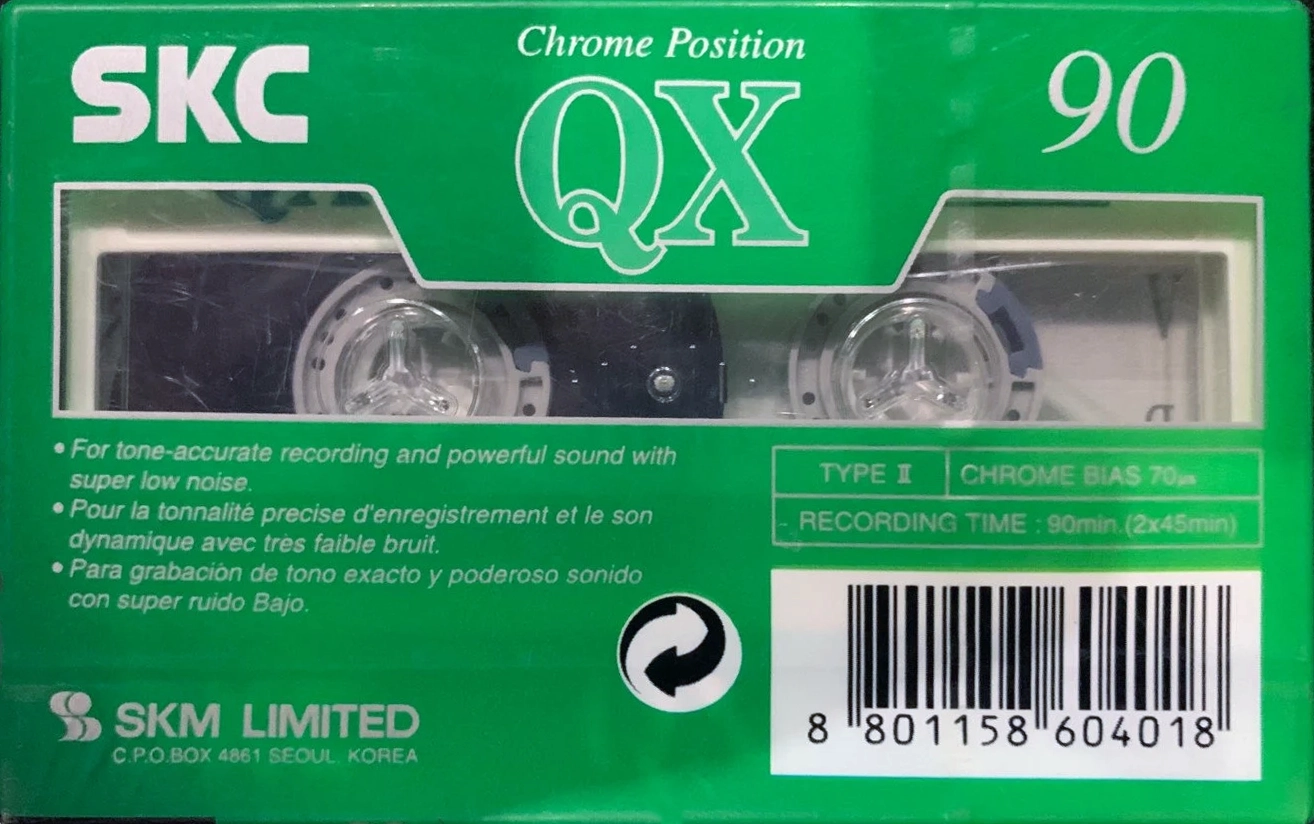 SKC
Chrome Position
QX
90
• For tone-accurate recording and powerful sound with
super low noise.
• Pour la tonnalité precise d'enregistrement et le son
dynamique avec très faible bruit.
• Para grabaciòn de tono exacto y poderoso sonido
con super ruido Bajo.
TYPE II
CHROME BIAS 70μs
RECORDING TIME : 90min.(2x45min)
SKM LIMITED
C.P.O.BOX 4861 SEOUL. KOREA
8 801158 604018